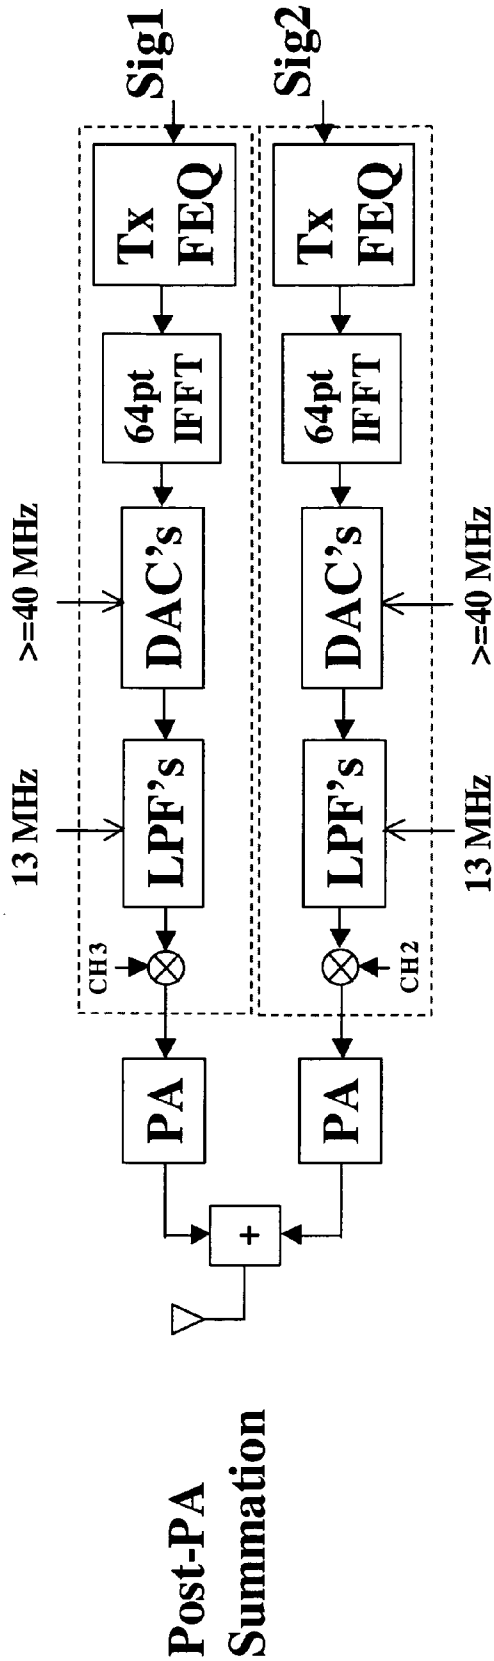 Post-PA
Summation
>=40 MHz
13 MHz
Sig1
Tx
FEQ
64pt
IFFT
DAC's
LPF's
CH3
PA
+
Sig2
Tx
FEQ
64pt
IFFT
DAC's
LPF's
CH2
PA
>=40 MHz
13 MHz